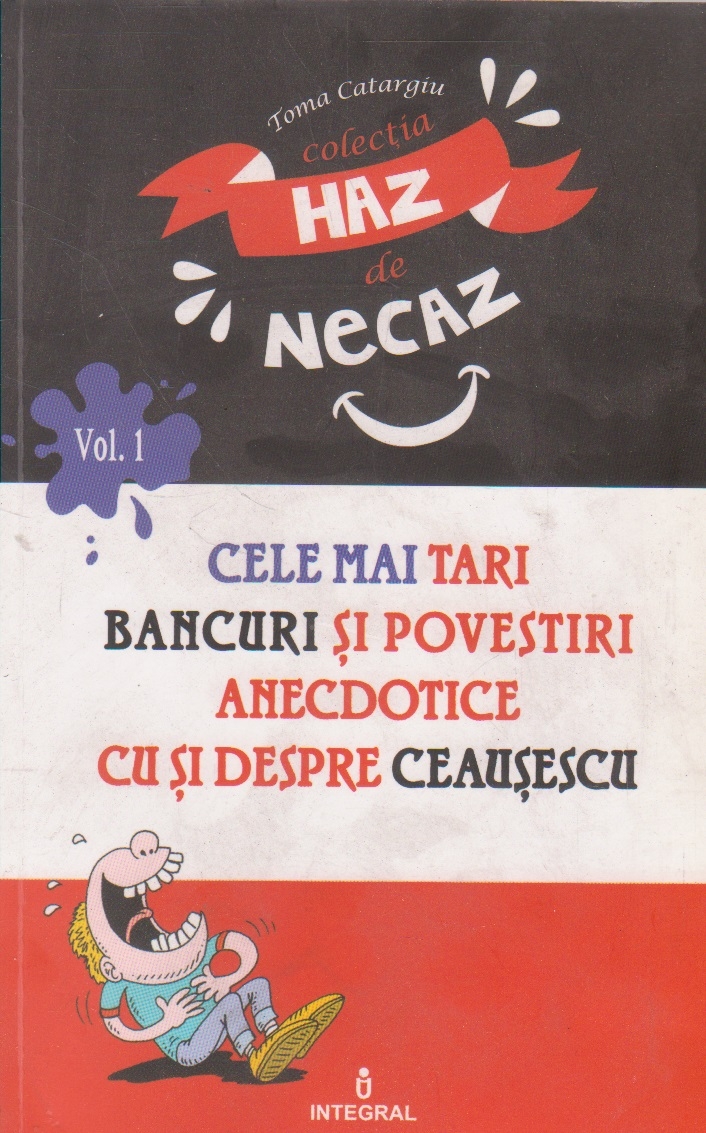 Toma Catargiu
colecția
HAZ
de
NeCAZ
Vol. 1
CELE MAI TARI
BANCURI ȘI POVESTIRI
ANECDOTICE
CU ȘI DESPRE CEAUȘESCU
INTEGRAL